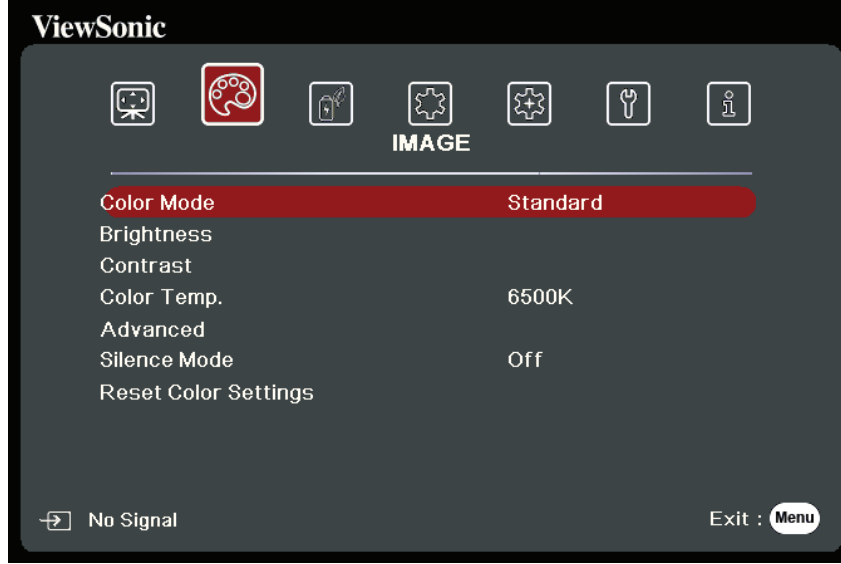 ViewSonic
IMAGE
Color Mode Standard
Brightness
Contrast
Color Temp. 6500K
Advanced
Silence Mode Off
Reset Color Settings
No Signal Exit : Menu